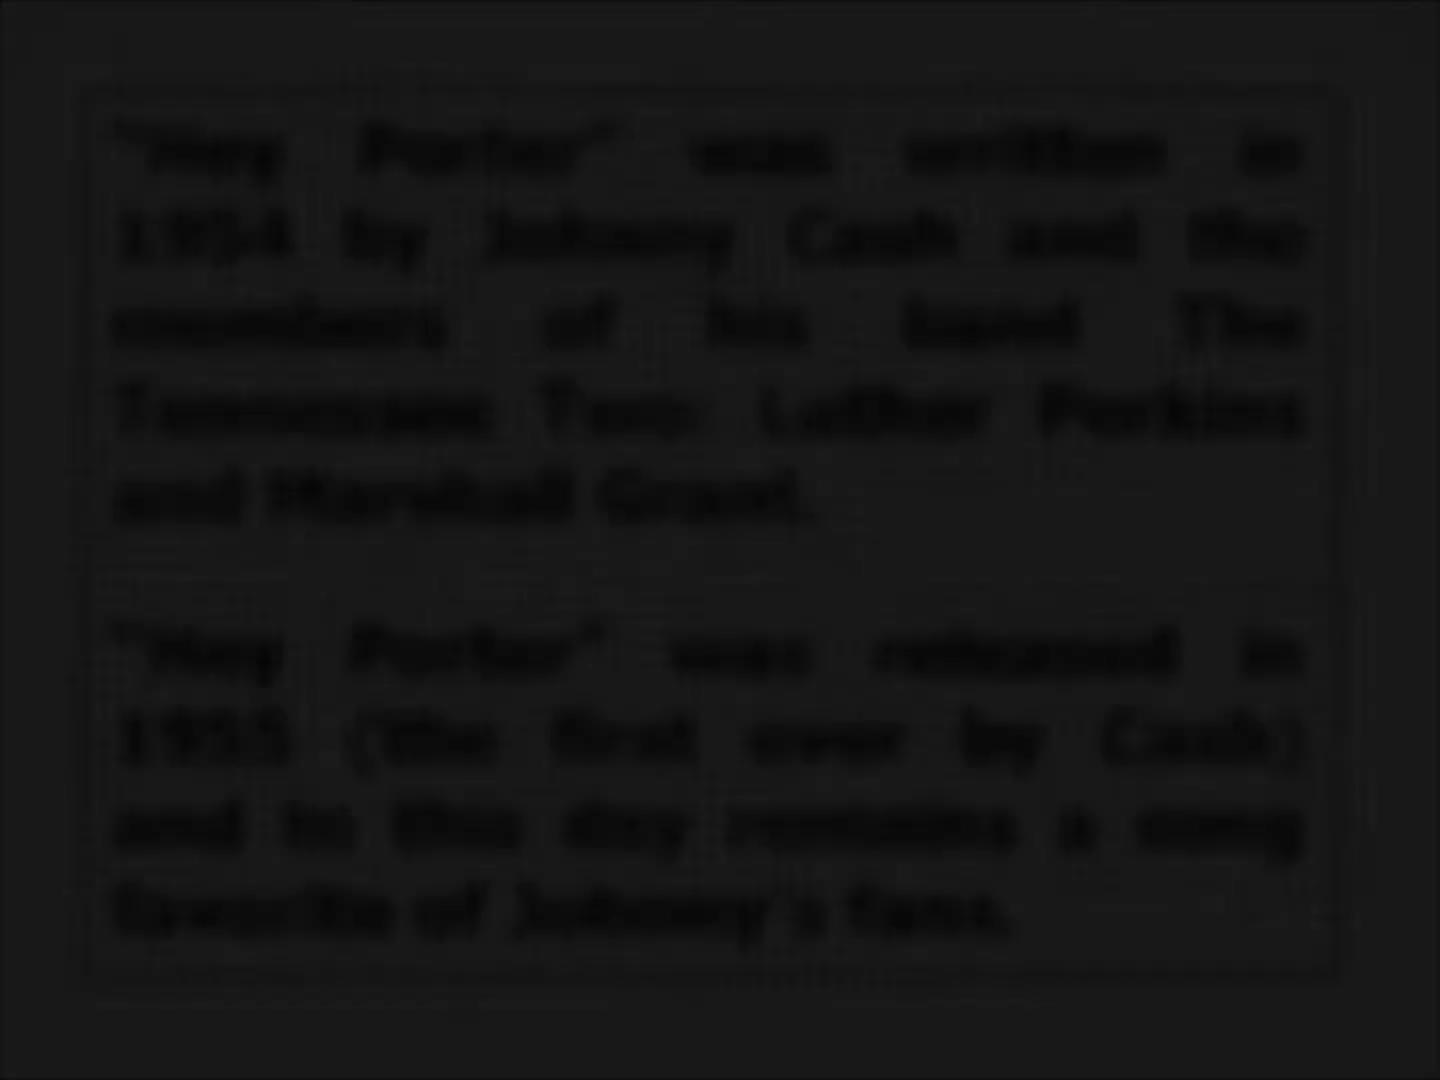 "Hey Porter" was written in
1954 by Johnny Cash and the
members of his band The
Tennessee Two: Luther Perkins
and Marshall Grant.
"Hey Porter" was released in
1955 (the first ever by Cash)
and to this day remains a song
favorite of Johnny's fans.